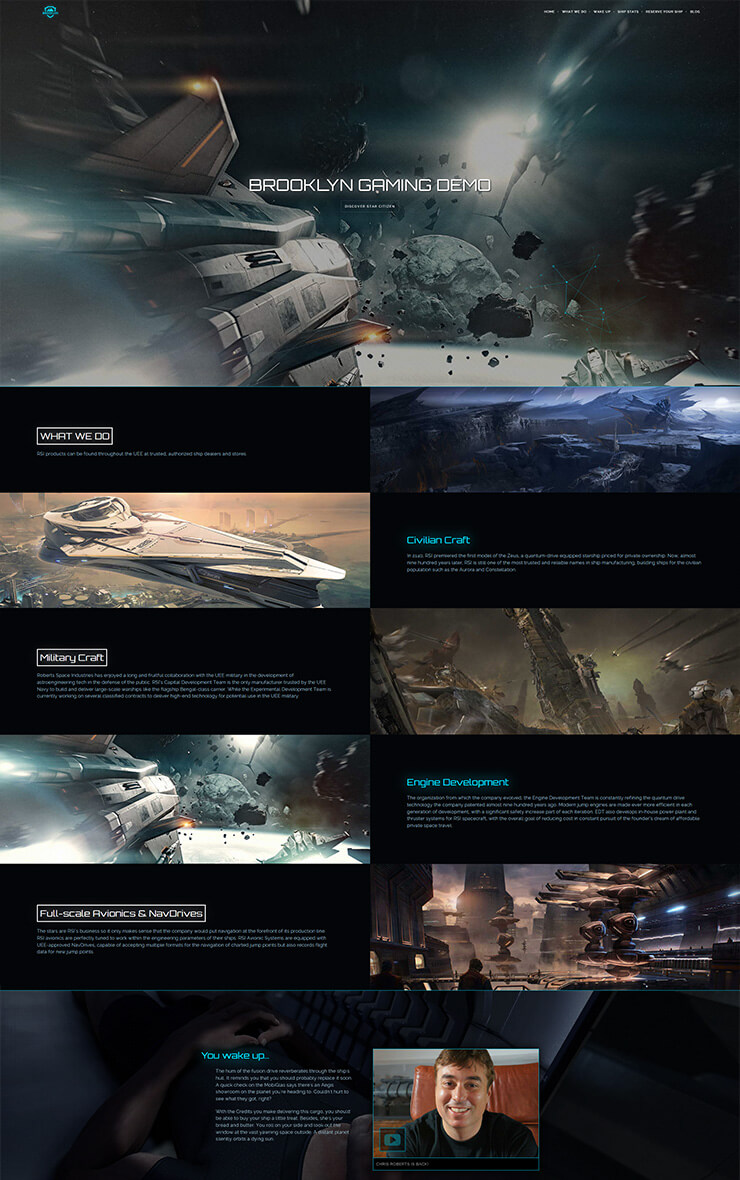 HOME
WHAT WE DO
WAKE UP
SHIP STATS
RESERVE YOUR SHIP
BLOG
BROOKLYN GAMING DEMO
DISCOVER STAR CITIZEN
WHAT WE DO
RSI products can be found throughout the UEE at trusted, authorized ship dealers and stores.
Civilian Craft
In RSI premiered the first model of the Zeus, a quantum-drive equipped starship priced for private ownership. Now, almost
nine hundred years later, RSI is still one of the most trusted and reliable names in ship manufacturing, building ships for the civilian
population such as the Aurora and Constellation.
Military Craft
Roberts Space Industries has enjoyed a long and fruitful collaboration with the UEE military in the development of
astroengineering tech in the defense of the public. RSI's Capital Development Team is the only manufacturer trusted by the UEE
Navy to build and deliver large-scale warships like the flagship Bengal-class carrier. While the Experimental Development Team is
currently working on several classified contracts to deliver high-end technology for potential use in the UEE military.
Engine Development
The organization from which the company evolved, the Engine Development Team is constantly refining the quantum drive
technology the company patented almost nine hundred years ago. Modern jump engines are made ever more efficient in each
generation of development, with a significant safety increase part of each iteration. EDT also develops in-house power plant and
thruster systems for RSI spacecraft, with the overall goal of reducing cost in constant pursuit of the founder's dream of affordable
private space travel.
Full-scale Avionics & NavDrives
The stars are RSI's business so it only makes sense that the company would put navigation at the forefront of its production line.
RSI avionics are perfectly tuned to work within the engineering parameters of their ships. RSI Avionic Systems are equipped with
UEE-approved NavDrives, capable of accepting multiple formats for the navigation of charted jump points but also records flight
data for new jump points.
You wake up...
The hum of the fusion drive reverberates through the ship's
hull. It reminds you that you should probably replace it soon.
A quick check on the MobiGlas says there's an Aegis
showroom on the planet you're heading to. Couldn't hurt to
see what they got, right?
With the Credits you make delivering this cargo, you should
be able to buy your ship a little treat. Besides, she's your
bread and butter. You roll on your side and look out the
window at the vast yawning space outside. A distant planet
silently orbits a dying sun.
CHRIS ROBERTS IS BACK!